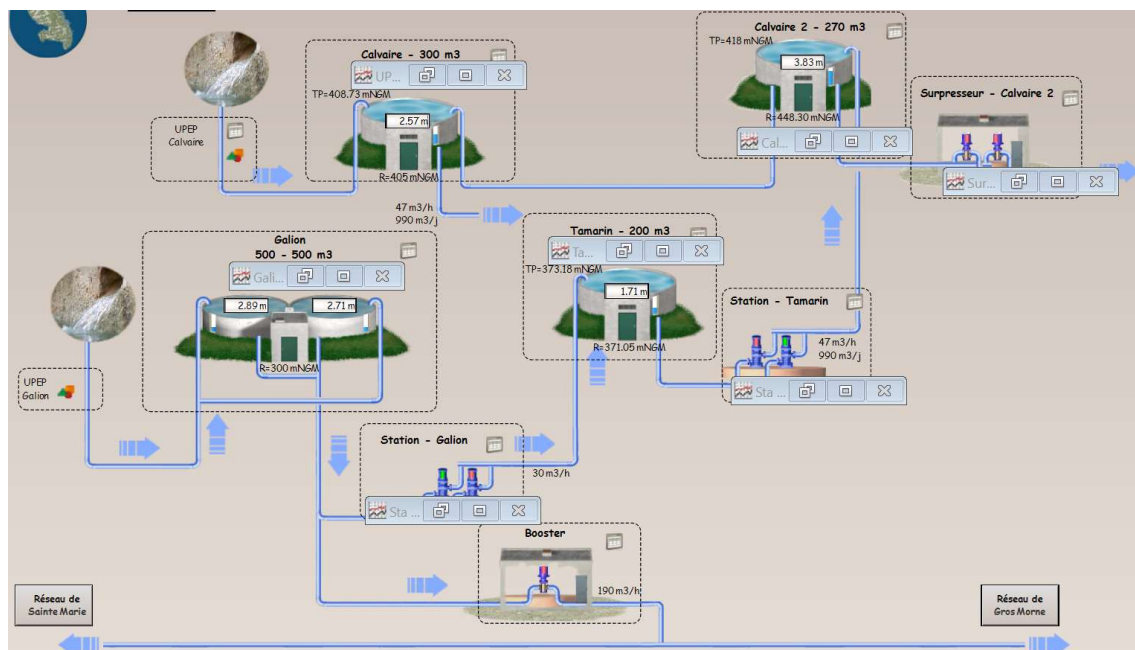 Calvaire - 300 m3
UP...
TP=408.73 mNGM
2.57 m
R=405 mNGM
UPEP
Calvaire
47 m3/h
990 m3/j
Calvaire 2 - 270 m3
TP=418 mNGM
3.83 m
R=448.30 mNGM
Cal...
Surpresseur - Calvaire 2
Sur...
Galion
500 - 500 m3
Gali...
2.89 m
2.71 m
R=300 mNGM
UPEP
Galion
Tamarin - 200 m3
Ta...
TP=373.18 mNGM
1.71 m
R=371.05 mNGM
Station - Tamarin
47 m3/h
990 m3/j
Sta ...
Station - Galion
30 m3/h
Sta ...
Booster
190 m3/h
Réseau de
Sainte Marie
Réseau de
Gros Morne